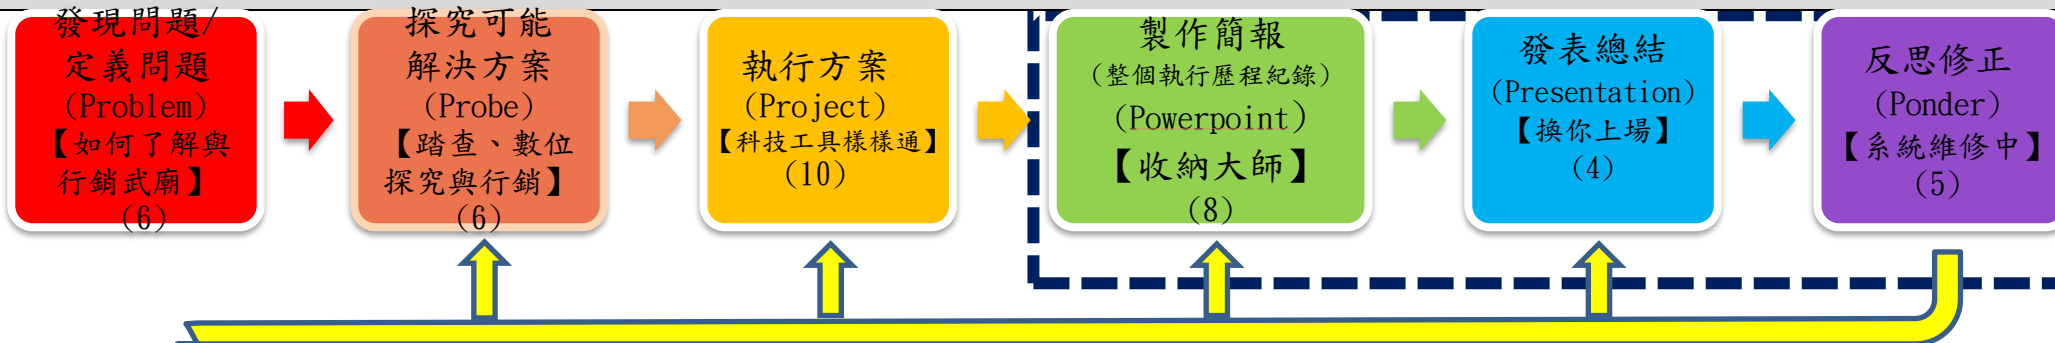 發現問題/
定義問題
(Problem)
【如何了解與
行銷武廟】
(6)
探究可能
解決方案
(Probe)
【踏查、數位
探究與行銷】
(6)
執行方案
(Project)
【科技工具樣樣通】
(10)
製作簡報
(整個執行歷程紀錄)
(Powerpoint)
【收納大師】
(8)
發表總結
(Presentation)
【換你上場】
(4)
反思修正
(Ponder)
【系統維修中】
(5)